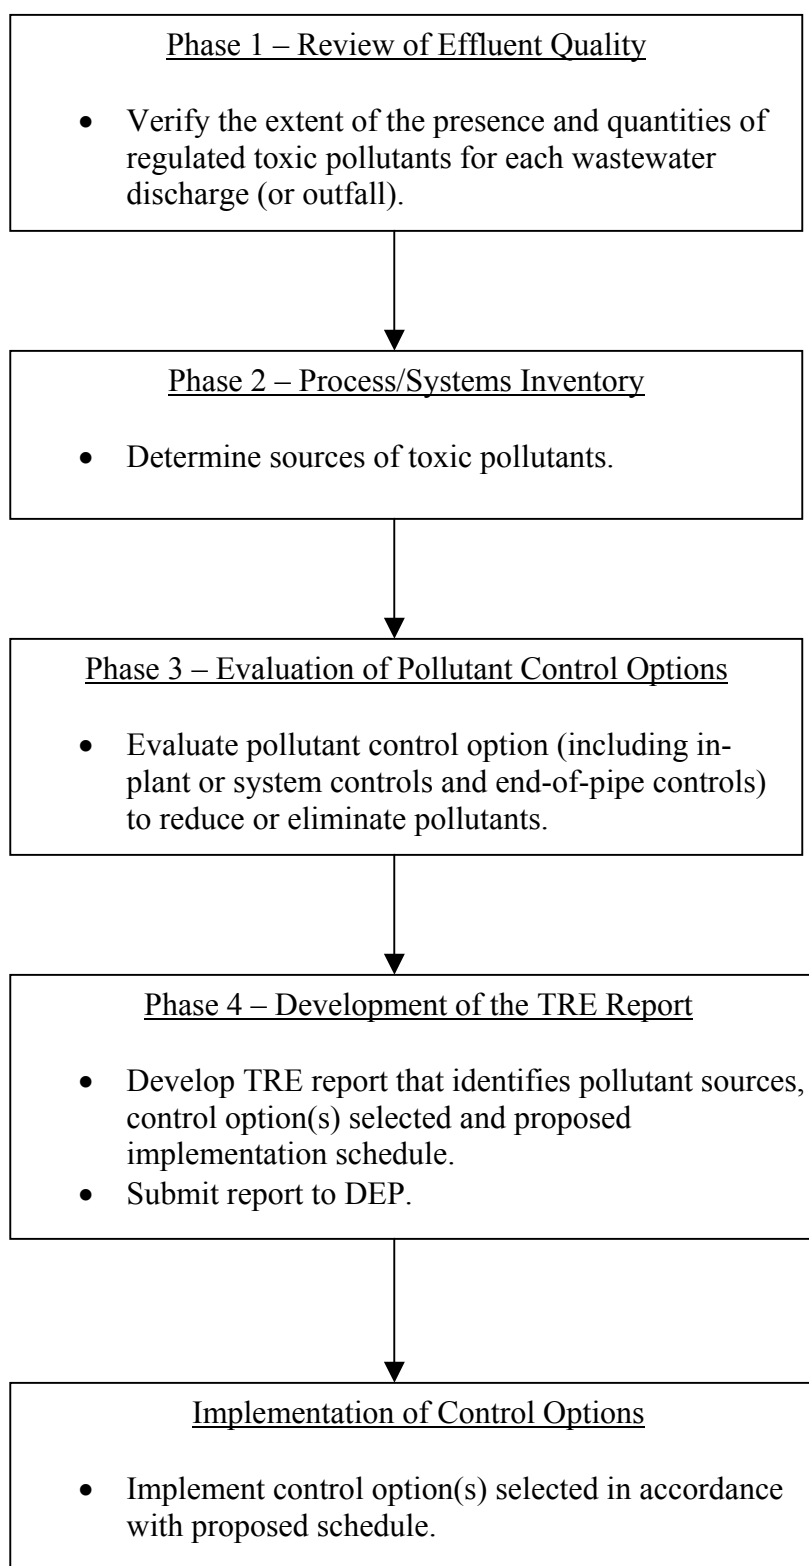 Phase 1 – Review of Effluent Quality
• Verify the extent of the presence and quantities of
regulated toxic pollutants for each wastewater
discharge (or outfall).
Phase 2 – Process/Systems Inventory
• Determine sources of toxic pollutants.
Phase 3 – Evaluation of Pollutant Control Options
• Evaluate pollutant control option (including in-
plant or system controls and end-of-pipe controls)
to reduce or eliminate pollutants.
Phase 4 – Development of the TRE Report
• Develop TRE report that identifies pollutant sources,
control option(s) selected and proposed
implementation schedule.
• Submit report to DEP.
Implementation of Control Options
• Implement control option(s) selected in accordance
with proposed schedule.